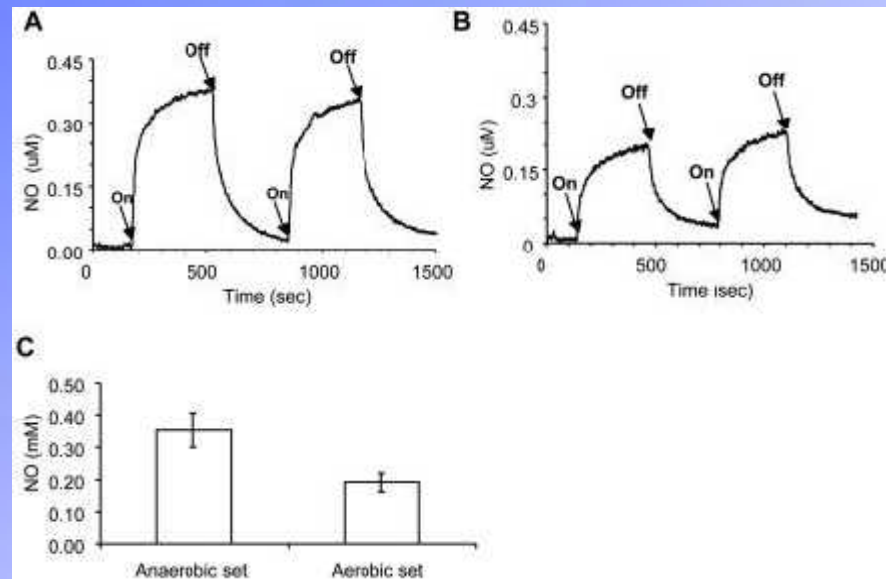 A
0.45
0.30
0.15
0.00
NO (uM)
On
Off
On
Off
0
500
1000
1500
Time (sec)
B
0.45
0.3
0.15
0
NO (uM)
On
Off
On
Off
0
500
1000
1500
Time (sec)
C
0.50
0.40
0.30
0.20
0.10
0.00
NO (mM)
Anaerobic set
Aerobic set